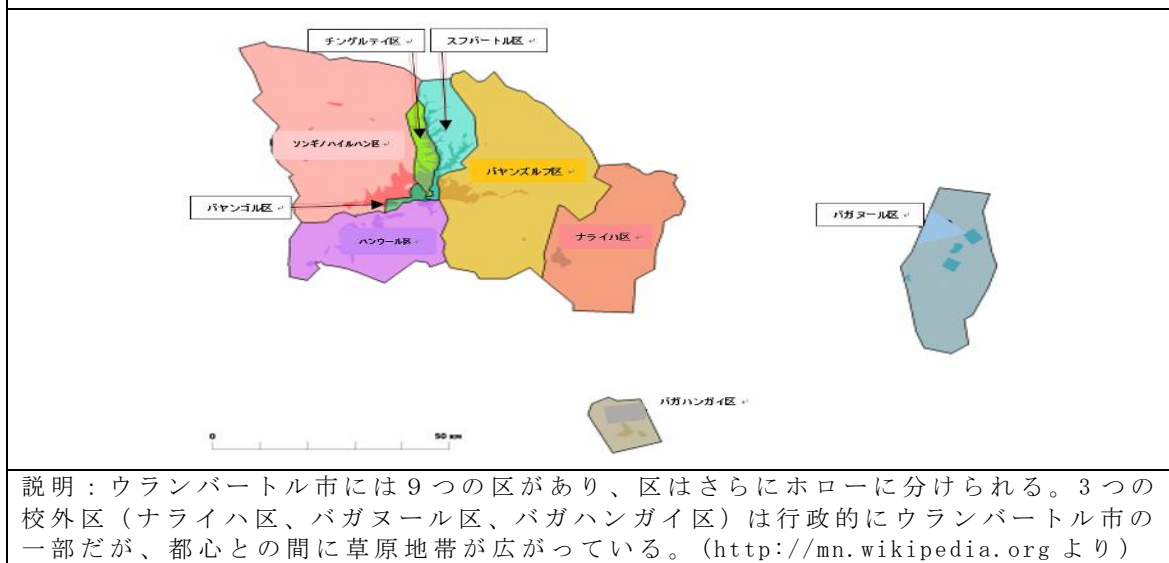 チングルテイ区
スフバートル区
ソンギノハイルハン区
バヤンズルフ区
バヤンゴル区
バガヌール区
ハンウール区
ナライハ区
バガハンガイ区
0
50 км
説明：ウランバートル市には9つの区があり、区はさらにホローに分けられる。3つの
校外区（ナライハ区、バガヌール区、バガハンガイ区）は行政的にウランバートル市の
一部だが、都心との間に草原地帯が広がっている。(http://mn.wikipedia.org より）